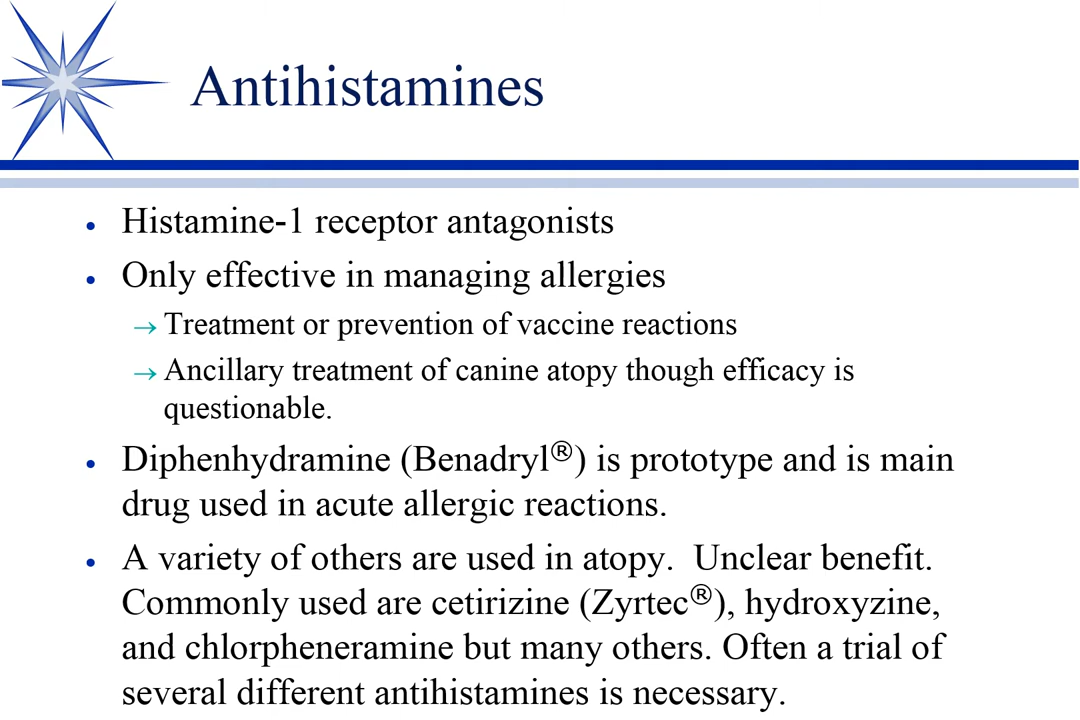 Antihistamines
• Histamine-1 receptor antagonists
• Only effective in managing allergies
→ Treatment or prevention of vaccine reactions
→ Ancillary treatment of canine atopy though efficacy is
questionable.
• Diphenhydramine (Benadryl®) is prototype and is main
drug used in acute allergic reactions.
• A variety of others are used in atopy.  Unclear benefit.
Commonly used are cetirizine (Zyrtec®), hydroxyzine,
and chlorpheneramine but many others. Often a trial of
several different antihistamines is necessary.